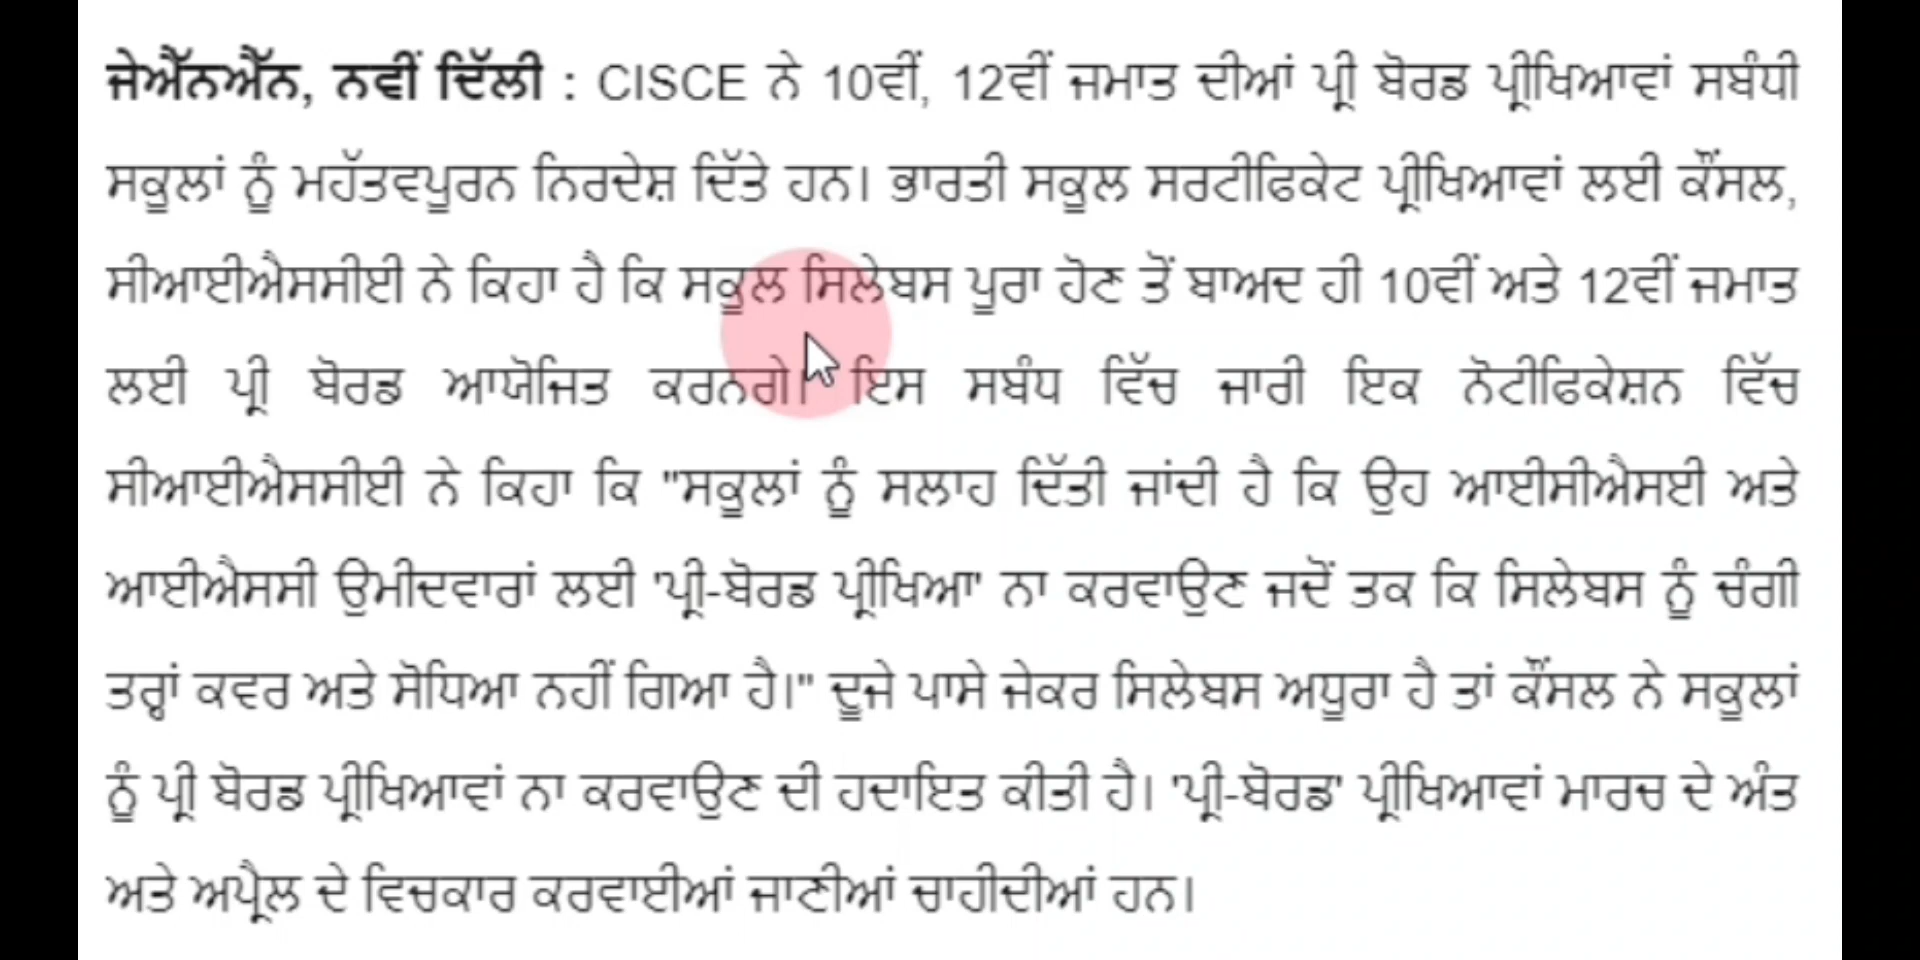 ਜੇਐੱਨਐੱਨ, ਨਵੀਂ ਦਿੱਲੀ : CISCE ਨੇ 10ਵੀਂ, 12ਵੀਂ ਜਮਾਤ ਦੀਆਂ ਪ੍ਰੀ ਬੋਰਡ ਪ੍ਰੀਖਿਆਵਾਂ ਸਬੰਧੀ
ਸਕੂਲਾਂ ਨੂੰ ਮਹੱਤਵਪੂਰਨ ਨਿਰਦੇਸ਼ ਦਿੱਤੇ ਹਨ। ਭਾਰਤੀ ਸਕੂਲ ਸਰਟੀਫਿਕੇਟ ਪ੍ਰੀਖਿਆਵਾਂ ਲਈ ਕੌਂਸਲ,
ਸੀਆਈਐਸਸੀਈ ਨੇ ਕਿਹਾ ਹੈ ਕਿ ਸਕੂਲ ਸਿਲੇਬਸ ਪੂਰਾ ਹੋਣ ਤੋਂ ਬਾਅਦ ਹੀ 10ਵੀਂ ਅਤੇ 12ਵੀਂ ਜਮਾਤ
ਲਈ ਪ੍ਰੀ ਬੋਰਡ ਆਯੋਜਿਤ ਕਰਨਗੇ। ਇਸ ਸਬੰਧ ਵਿੱਚ ਜਾਰੀ ਇਕ ਨੋਟੀਫਿਕੇਸ਼ਨ ਵਿੱਚ
ਸੀਆਈਐਸਸੀਈ ਨੇ ਕਿਹਾ ਕਿ "ਸਕੂਲਾਂ ਨੂੰ ਸਲਾਹ ਦਿੱਤੀ ਜਾਂਦੀ ਹੈ ਕਿ ਉਹ ਆਈਸੀਐਸਈ ਅਤੇ
ਆਈਐਸਸੀ ਉਮੀਦਵਾਰਾਂ ਲਈ 'ਪ੍ਰੀ-ਬੋਰਡ ਪ੍ਰੀਖਿਆ' ਨਾ ਕਰਵਾਉਣ ਜਦੋਂ ਤਕ ਕਿ ਸਿਲੇਬਸ ਨੂੰ ਚੰਗੀ
ਤਰ੍ਹਾਂ ਕਵਰ ਅਤੇ ਸੋਧਿਆ ਨਹੀਂ ਗਿਆ ਹੈ।" ਦੂਜੇ ਪਾਸੇ ਜੇਕਰ ਸਿਲੇਬਸ ਅਧੂਰਾ ਹੈ ਤਾਂ ਕੌਂਸਲ ਨੇ ਸਕੂਲਾਂ
ਨੂੰ ਪ੍ਰੀ ਬੋਰਡ ਪ੍ਰੀਖਿਆਵਾਂ ਨਾ ਕਰਵਾਉਣ ਦੀ ਹਦਾਇਤ ਕੀਤੀ ਹੈ। 'ਪ੍ਰੀ-ਬੋਰਡ' ਪ੍ਰੀਖਿਆਵਾਂ ਮਾਰਚ ਦੇ ਅੰਤ
ਅਤੇ ਅਪ੍ਰੈਲ ਦੇ ਵਿਚਕਾਰ ਕਰਵਾਈਆਂ ਜਾਣੀਆਂ ਚਾਹੀਦੀਆਂ ਹਨ।